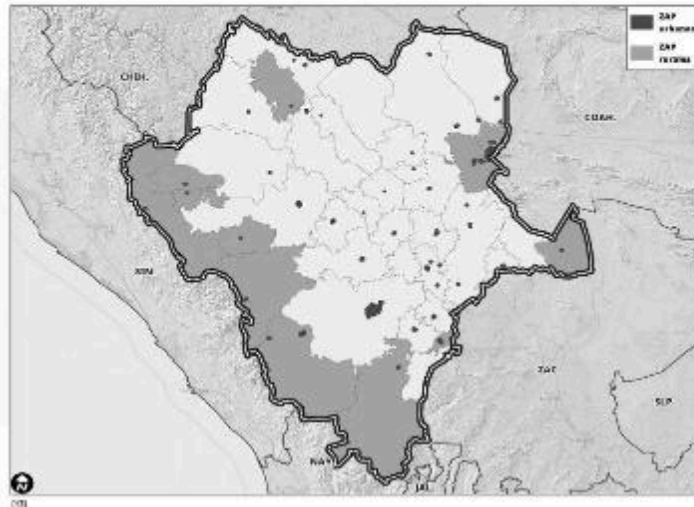 ZAP
urbanas
ZAP
rurales
CHIH.
COAH.
SIN.
ZAC.
SLP
NAY.
JAL.